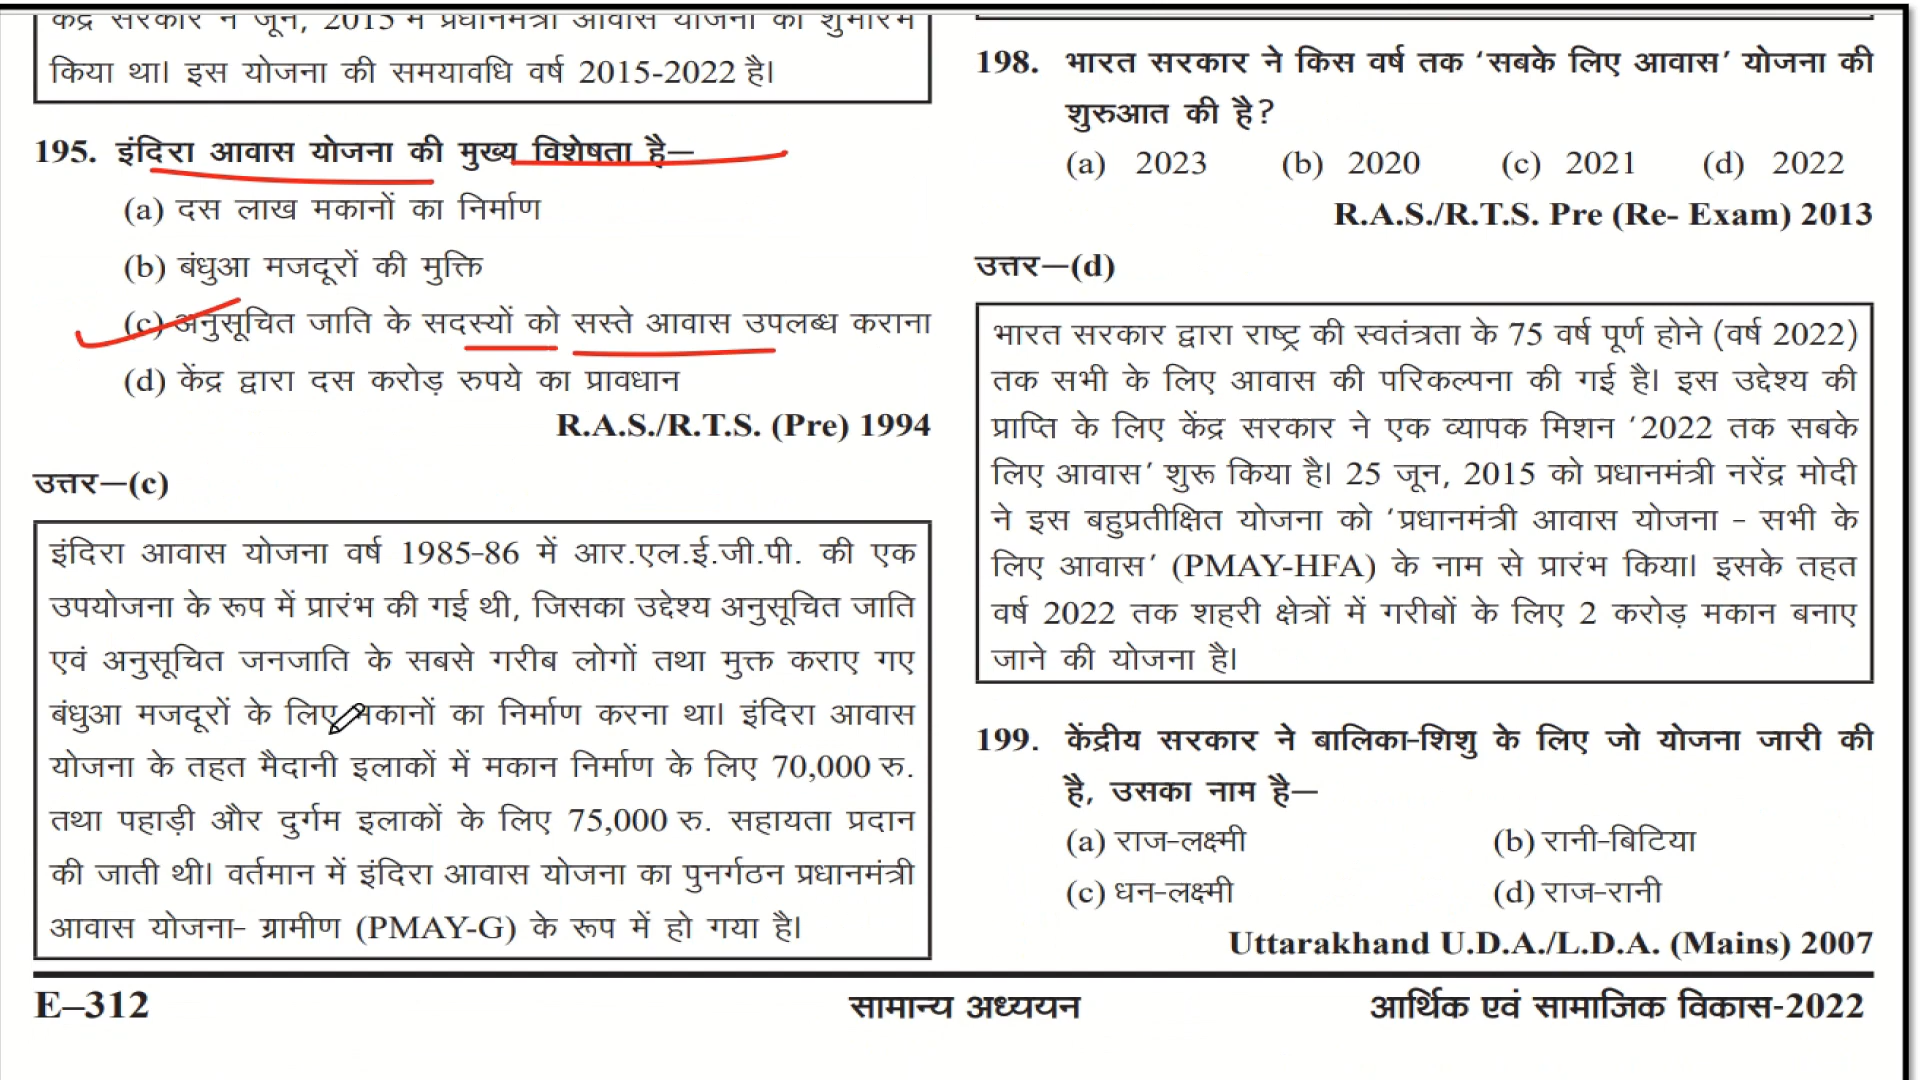 केंद्र सरकार ने जून, 2015 में प्रधानमंत्री आवास योजना का शुभारंभ
किया था। इस योजना की समयावधि वर्ष 2015-2022 है।
195. इंदिरा आवास योजना की मुख्य विशेषता है—
(a) दस लाख मकानों का निर्माण
(b) बंधुआ मजदूरों की मुक्ति
(c) अनुसूचित जाति के सदस्यों को सस्ते आवास उपलब्ध कराना
(d) केंद्र द्वारा दस करोड़ रुपये का प्रावधान
R.A.S./R.T.S. (Pre) 1994
उत्तर—(c)
इंदिरा आवास योजना वर्ष 1985-86 में आर.एल.ई.जी.पी. की एक
उपयोजना के रूप में प्रारंभ की गई थी, जिसका उद्देश्य अनुसूचित जाति
एवं अनुसूचित जनजाति के सबसे गरीब लोगों तथा मुक्त कराए गए
बंधुआ मजदूरों के लिए मकानों का निर्माण करना था। इंदिरा आवास
योजना के तहत मैदानी इलाकों में मकान निर्माण के लिए 70,000 रु.
तथा पहाड़ी और दुर्गम इलाकों के लिए 75,000 रु. सहायता प्रदान
की जाती थी। वर्तमान में इंदिरा आवास योजना का पुनर्गठन प्रधानमंत्री
आवास योजना- ग्रामीण (PMAY-G) के रूप में हो गया है।
198. भारत सरकार ने किस वर्ष तक ‘सबके लिए आवास’ योजना की
शुरुआत की है?
(a) 2023 (b) 2020 (c) 2021 (d) 2022
R.A.S./R.T.S. Pre (Re- Exam) 2013
उत्तर—(d)
भारत सरकार द्वारा राष्ट्र की स्वतंत्रता के 75 वर्ष पूर्ण होने (वर्ष 2022)
तक सभी के लिए आवास की परिकल्पना की गई है। इस उद्देश्य की
प्राप्ति के लिए केंद्र सरकार ने एक व्यापक मिशन ‘2022 तक सबके
लिए आवास’ शुरू किया है। 25 जून, 2015 को प्रधानमंत्री नरेंद्र मोदी
ने इस बहुप्रतीक्षित योजना को ‘प्रधानमंत्री आवास योजना - सभी के
लिए आवास’ (PMAY-HFA) के नाम से प्रारंभ किया। इसके तहत
वर्ष 2022 तक शहरी क्षेत्रों में गरीबों के लिए 2 करोड़ मकान बनाए
जाने की योजना है।
199. केंद्रीय सरकार ने बालिका-शिशु के लिए जो योजना जारी की
है, उसका नाम है—
(a) राज-लक्ष्मी (b) रानी-बिटिया
(c) धन-लक्ष्मी (d) राज-रानी
Uttarakhand U.D.A./L.D.A. (Mains) 2007
E–312 सामान्य अध्ययन आर्थिक एवं सामाजिक विकास-2022